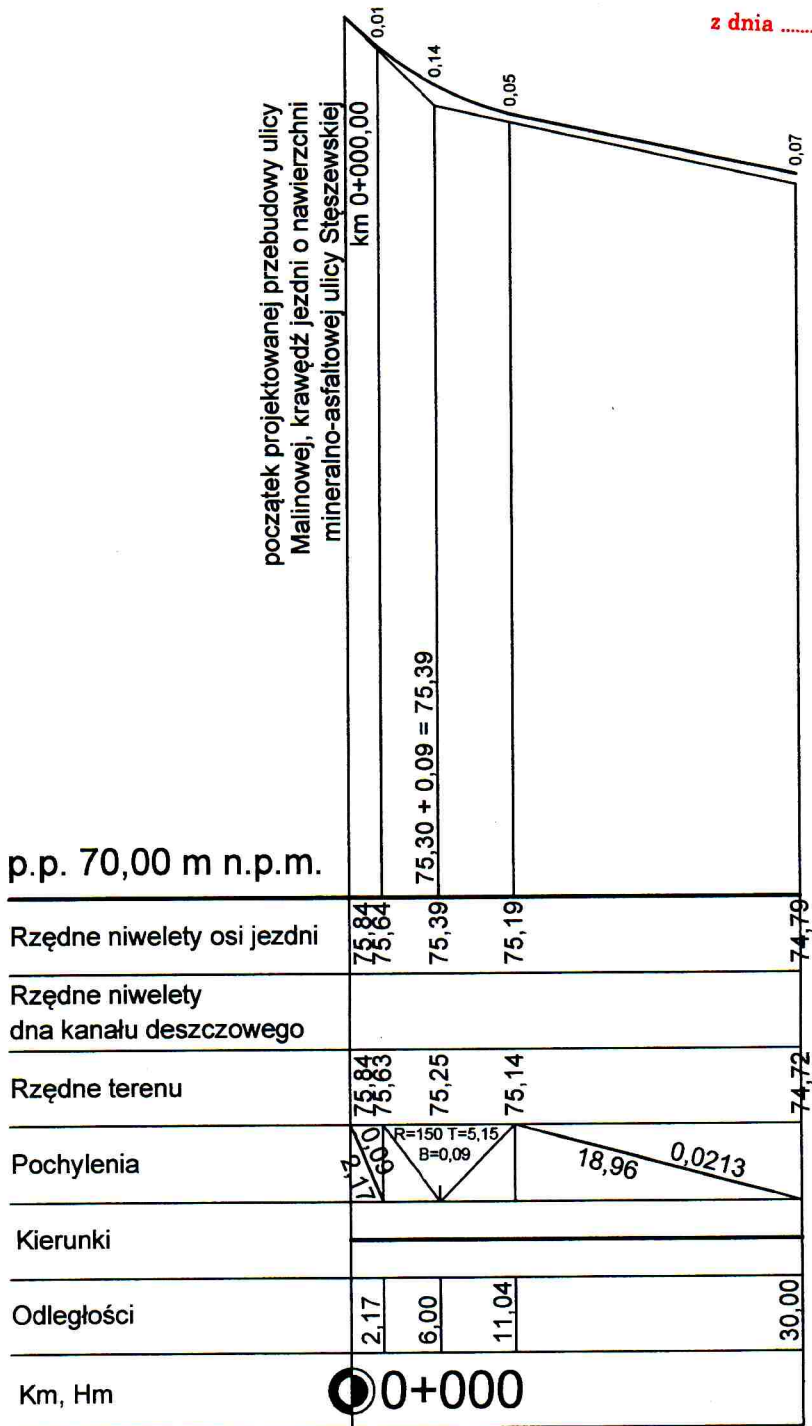 z dnia ........
0,01
0,14
0,05
0,07
początek projektowanej przebudowy ulicy
Malinowej, krawędź jezdni o nawierzchni
mineralno-asfaltowej ulicy Stęszewskiej
km 0+000,00
75,30 + 0,09 = 75,39
p.p. 70,00 m n.p.m.
Rzędne niwelety osi jezdni 75,84 75,64 75,39 75,19 74,79
Rzędne niwelety
dna kanału deszczowego
Rzędne terenu 75,84 75,63 75,25 75,14 74,72
Pochylenia 0,09 2,17 R=150 T=5,15 18,96 0,0213
B=0,09
Kierunki
Odległości 2,17 6,00 11,04 30,00
Km, Hm 0+000